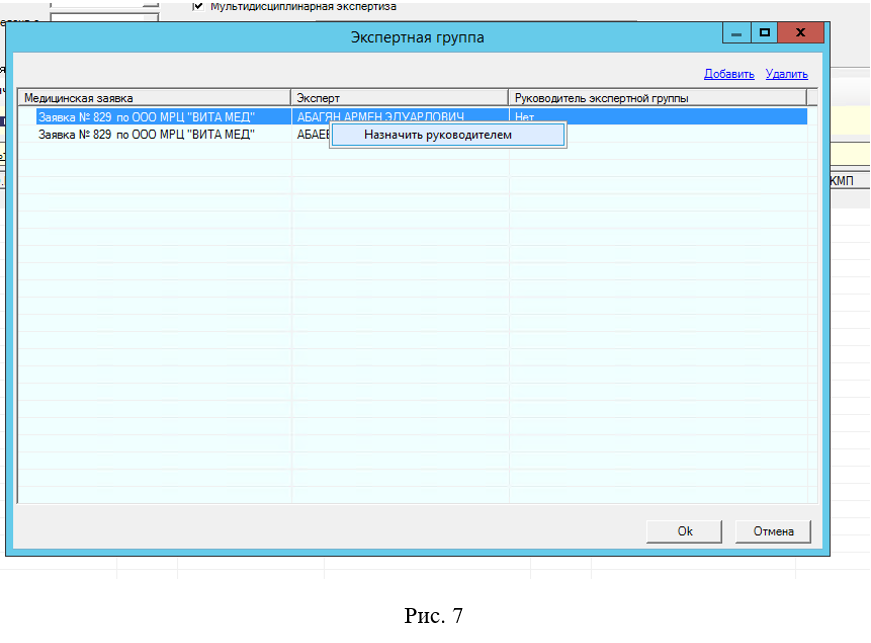 Мультидисциплинарная экспертиза
Экспертная группа
Добавить Удалить
Медицинская заявка Эксперт Руководитель экспертной группы
Заявка № 829 по ООО МРЦ "ВИТА МЕД" АБАГЯН АРМЕН ЭДУАРДОВИЧ Нет
Заявка № 829 по ООО МРЦ "ВИТА МЕД"
Назначить руководителем
КМП
Ok Отмена
Рис. 7